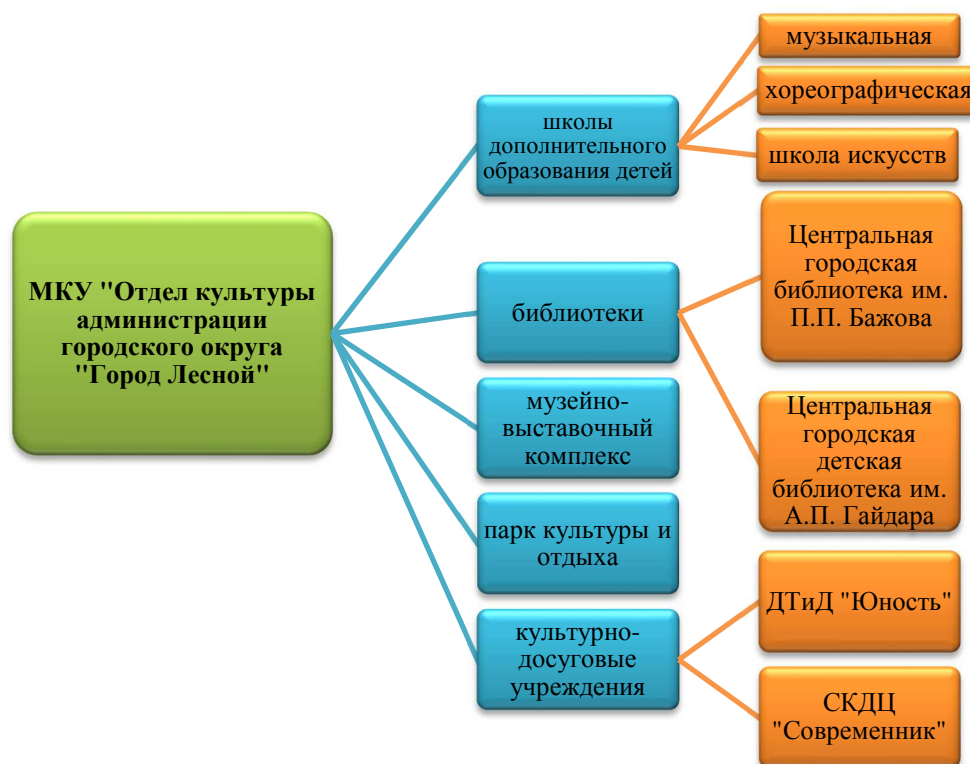 МКУ "Отдел культуры
администрации
городского округа
"Город Лесной"
школы
дополнительного
образования детей
музыкальная
хореографическая
школа искусств
библиотеки
Центральная
городская
библиотека им.
П.П. Бажова
Центральная
городская
детская
библиотека им.
А.П. Гайдара
музейно-
выставочный
комплекс
парк культуры и
отдыха
культурно-
досуговые
учреждения
ДТиД "Юность"
СКДЦ
"Современник"